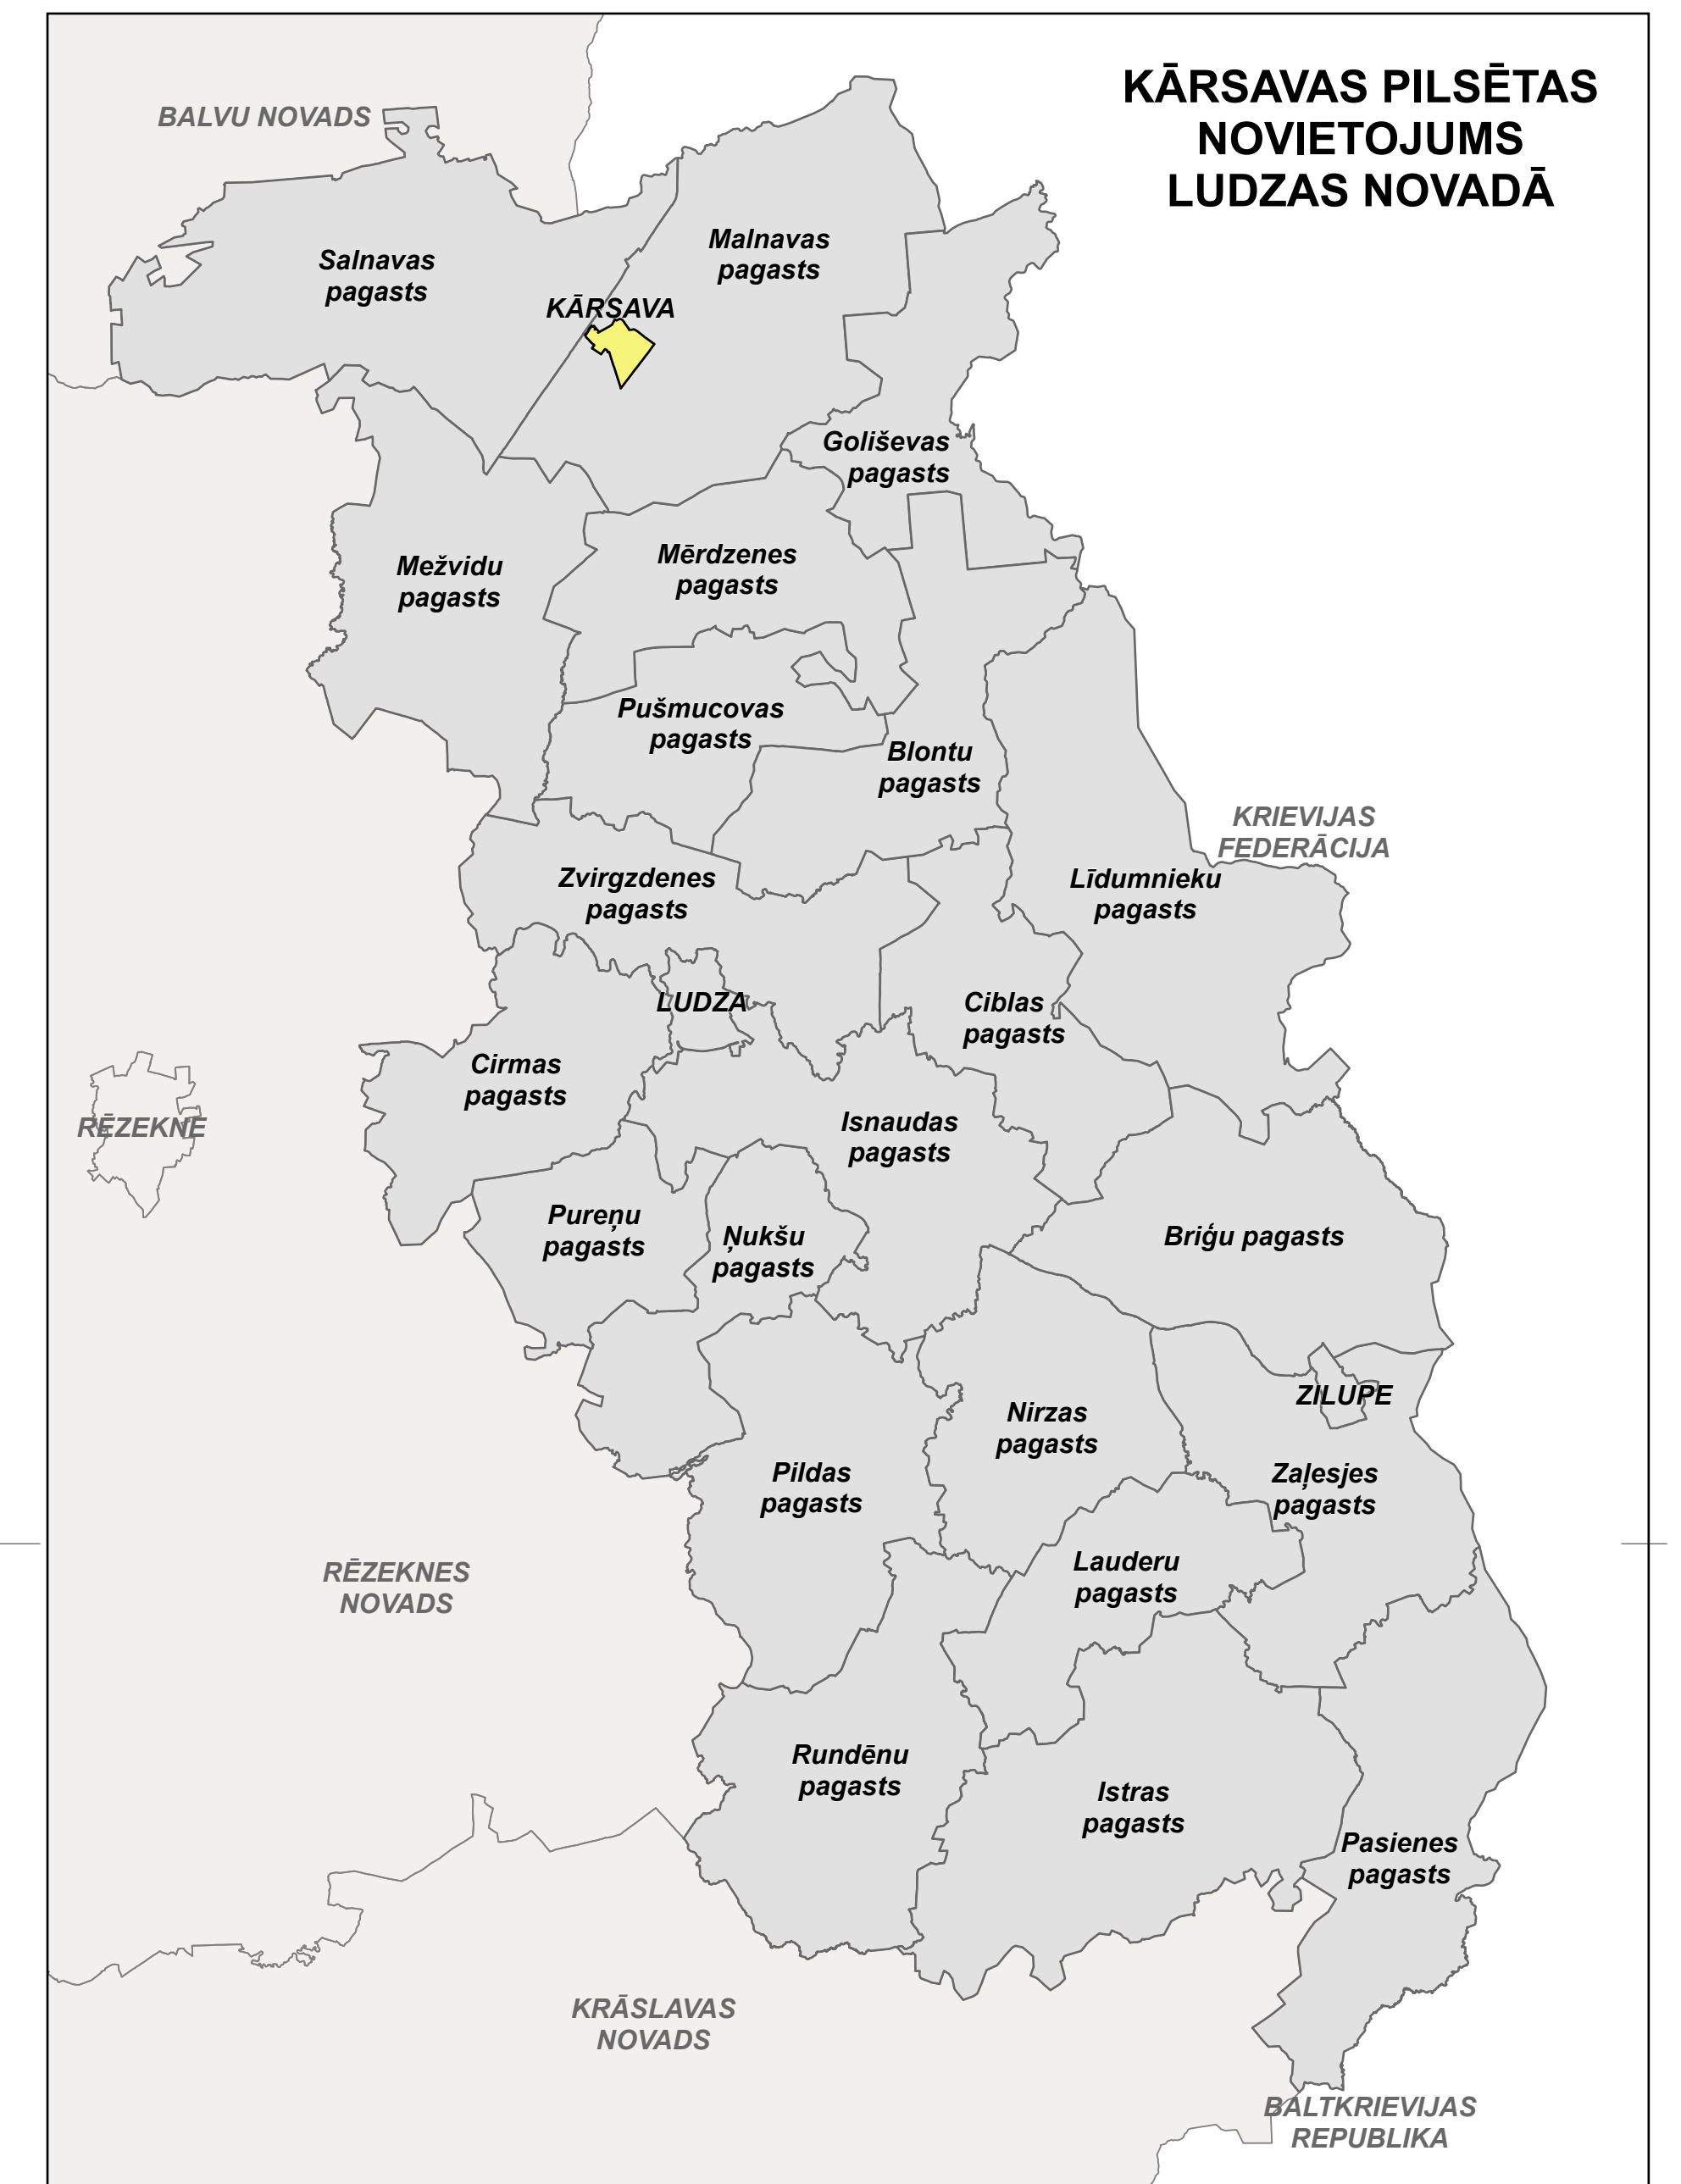 KĀRSAVAS PILSĒTAS
NOVIETOJUMS
LUDZAS NOVADĀ
BALVU NOVADS
Malnavas
pagasts
Salnavas
pagasts
KĀRSAVA
Goliševas
pagasts
Mērdzenes
pagasts
Mežvidu
pagasts
Pušmucovas
pagasts
Blontu
pagasts
KRIEVIJAS
FEDERĀCIJA
Zvirgzdenes
pagasts
Līdumnieku
pagasts
LUDZA
Ciblas
pagasts
Cirmas
pagasts
RĒZEKNE
Isnaudas
pagasts
Pureņu
pagasts
Ņukšu
pagasts
Briģu pagasts
ZILUPE
Nirzas
pagasts
Pildas
pagasts
Zaļesjes
pagasts
RĒZEKNES
NOVADS
Lauderu
pagasts
Rundēnu
pagasts
Istras
pagasts
Pasienes
pagasts
KRĀSLAVAS
NOVADS
BALTKRIEVIJAS
REPUBLIKA